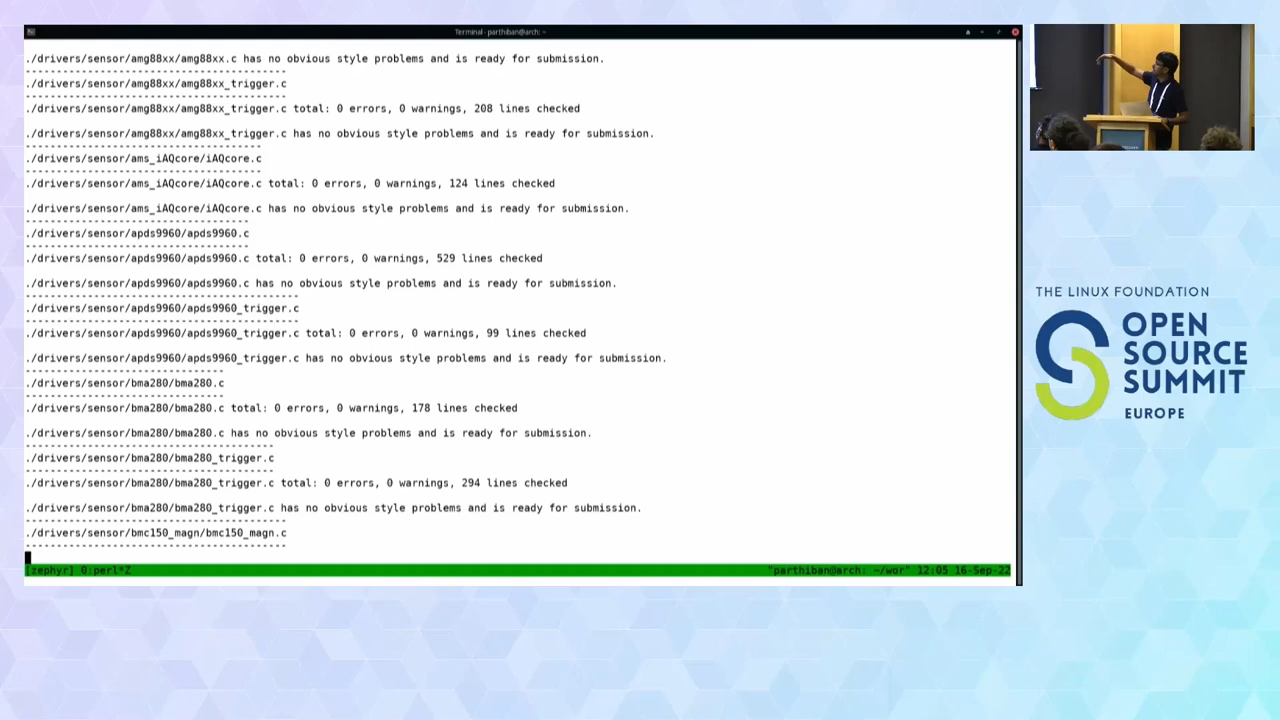 Terminal - parthiban@arch: ~
./drivers/sensor/amg88xx/amg88xx.c has no obvious style problems and is ready for submission.
-----------------------------------------
./drivers/sensor/amg88xx/amg88xx_trigger.c
-----------------------------------------
./drivers/sensor/amg88xx/amg88xx_trigger.c total: 0 errors, 0 warnings, 208 lines checked
./drivers/sensor/amg88xx/amg88xx_trigger.c has no obvious style problems and is ready for submission.
-------------------------------------
./drivers/sensor/ams_iAQcore/iAQcore.c
-------------------------------------
./drivers/sensor/ams_iAQcore/iAQcore.c total: 0 errors, 0 warnings, 124 lines checked
./drivers/sensor/ams_iAQcore/iAQcore.c has no obvious style problems and is ready for submission.
-----------------------------------
./drivers/sensor/apds9960/apds9960.c
-----------------------------------
./drivers/sensor/apds9960/apds9960.c total: 0 errors, 0 warnings, 529 lines checked
./drivers/sensor/apds9960/apds9960.c has no obvious style problems and is ready for submission.
-------------------------------------------
./drivers/sensor/apds9960/apds9960_trigger.c
-------------------------------------------
./drivers/sensor/apds9960/apds9960_trigger.c total: 0 errors, 0 warnings, 99 lines checked
./drivers/sensor/apds9960/apds9960_trigger.c has no obvious style problems and is ready for submission.
-------------------------------
./drivers/sensor/bma280/bma280.c
-------------------------------
./drivers/sensor/bma280/bma280.c total: 0 errors, 0 warnings, 178 lines checked
./drivers/sensor/bma280/bma280.c has no obvious style problems and is ready for submission.
---------------------------------------
./drivers/sensor/bma280/bma280_trigger.c
---------------------------------------
./drivers/sensor/bma280/bma280_trigger.c total: 0 errors, 0 warnings, 294 lines checked
./drivers/sensor/bma280/bma280_trigger.c has no obvious style problems and is ready for submission.
-----------------------------------------
./drivers/sensor/bmc150_magn/bmc150_magn.c
-----------------------------------------
[zephyr] 0:perl*Z "parthiban@arch: ~/wor" 12:05 16-Sep-22
THE LINUX FOUNDATION
OPEN
SOURCE
SUMMIT
EUROPE